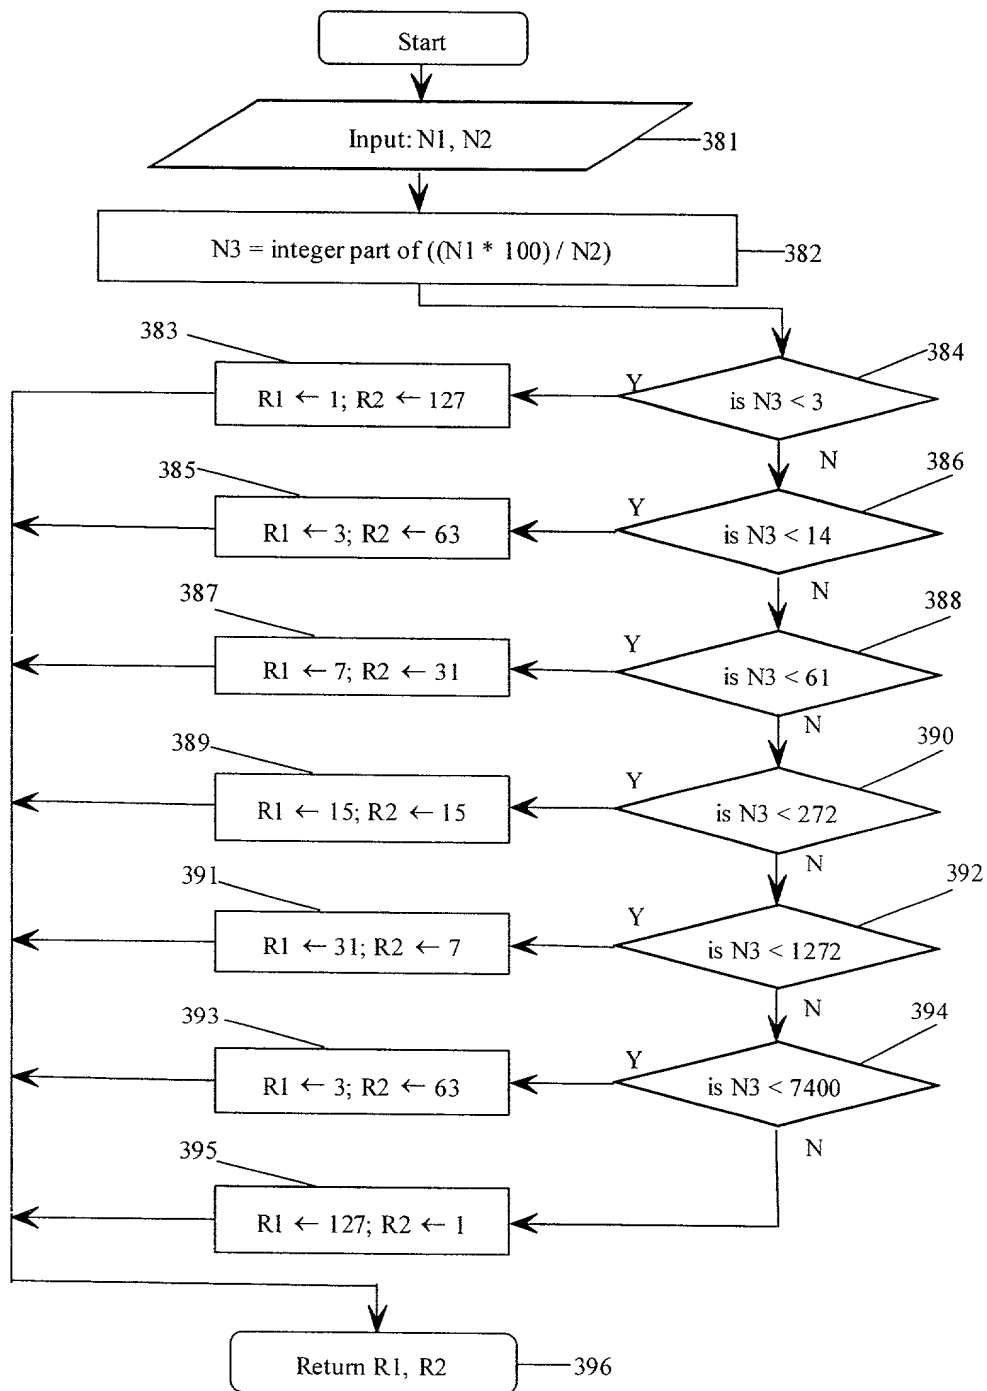 Start
Input: N1, N2
381
N3 = integer part of ((N1 * 100) / N2)
382
383
384
R1 ← 1; R2 ← 127
Y
is N3 < 3
N
385
386
R1 ← 3; R2 ← 63
Y
is N3 < 14
N
387
388
R1 ← 7; R2 ← 31
Y
is N3 < 61
N
389
390
R1 ← 15; R2 ← 15
Y
is N3 < 272
N
391
392
R1 ← 31; R2 ← 7
Y
is N3 < 1272
N
393
394
R1 ← 3; R2 ← 63
Y
is N3 < 7400
N
395
R1 ← 127; R2 ← 1
Return R1, R2
396